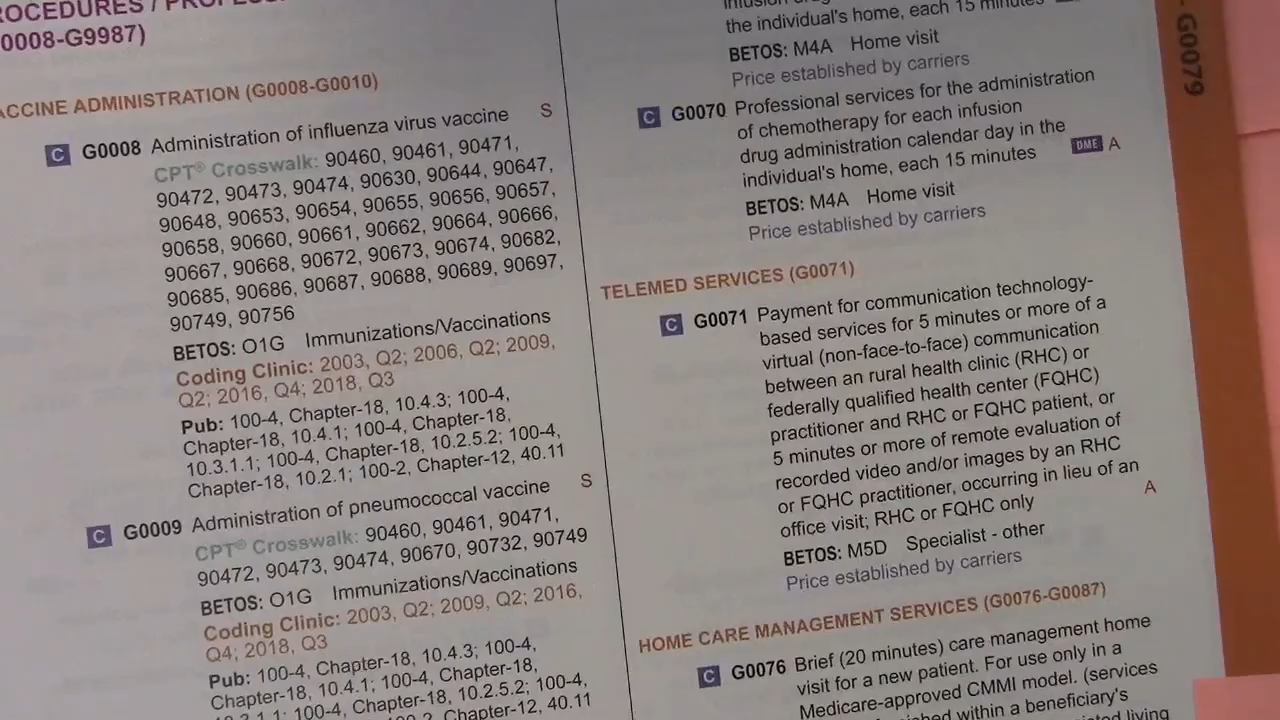 (G0008-G9987)
VACCINE ADMINISTRATION (G0008-G0010)
C G0008 Administration of influenza virus vaccine S
CPT® Crosswalk: 90460, 90461, 90471,
90472, 90473, 90474, 90630, 90644, 90647,
90648, 90653, 90654, 90655, 90656, 90657,
90658, 90660, 90661, 90662, 90664, 90666,
90667, 90668, 90672, 90673, 90674, 90682,
90685, 90686, 90687, 90688, 90689, 90697,
90749, 90756
BETOS: O1G Immunizations/Vaccinations
Coding Clinic: 2003, Q2; 2006, Q2; 2009,
Q2; 2016, Q4; 2018, Q3
Pub: 100-4, Chapter-18, 10.4.3; 100-4,
Chapter-18, 10.4.1; 100-4, Chapter-18,
10.3.1.1; 100-4, Chapter-18, 10.2.5.2; 100-4,
Chapter-18, 10.2.1; 100-2, Chapter-12, 40.11
C G0009 Administration of pneumococcal vaccine S
CPT® Crosswalk: 90460, 90461, 90471,
90472, 90473, 90474, 90670, 90732, 90749
BETOS: O1G Immunizations/Vaccinations
Coding Clinic: 2003, Q2; 2009, Q2; 2016,
Q4; 2018, Q3
Pub: 100-4, Chapter-18, 10.4.3; 100-4,
Chapter-18, 10.4.1; 100-4, Chapter-18,
Chapter-18, 10.2.5.2; 100-4,
Chapter-12, 40.11
the individual's home, each 15 minutes
BETOS: M4A Home visit
Price established by carriers
C G0070 Professional services for the administration
of chemotherapy for each infusion
drug administration calendar day in the
individual's home, each 15 minutes DME A
BETOS: M4A Home visit
Price established by carriers
TELEMED SERVICES (G0071)
C G0071 Payment for communication technology-
based services for 5 minutes or more of a
virtual (non-face-to-face) communication
between an rural health clinic (RHC) or
federally qualified health center (FQHC)
practitioner and RHC or FQHC patient, or
5 minutes or more of remote evaluation of
recorded video and/or images by an RHC
or FQHC practitioner, occurring in lieu of an
office visit; RHC or FQHC only A
BETOS: M5D Specialist - other
Price established by carriers
HOME CARE MANAGEMENT SERVICES (G0076-G0087)
C G0076 Brief (20 minutes) care management home
visit for a new patient. For use only in a
Medicare-approved CMMI model. (services
within a beneficiary's
living
- G0079